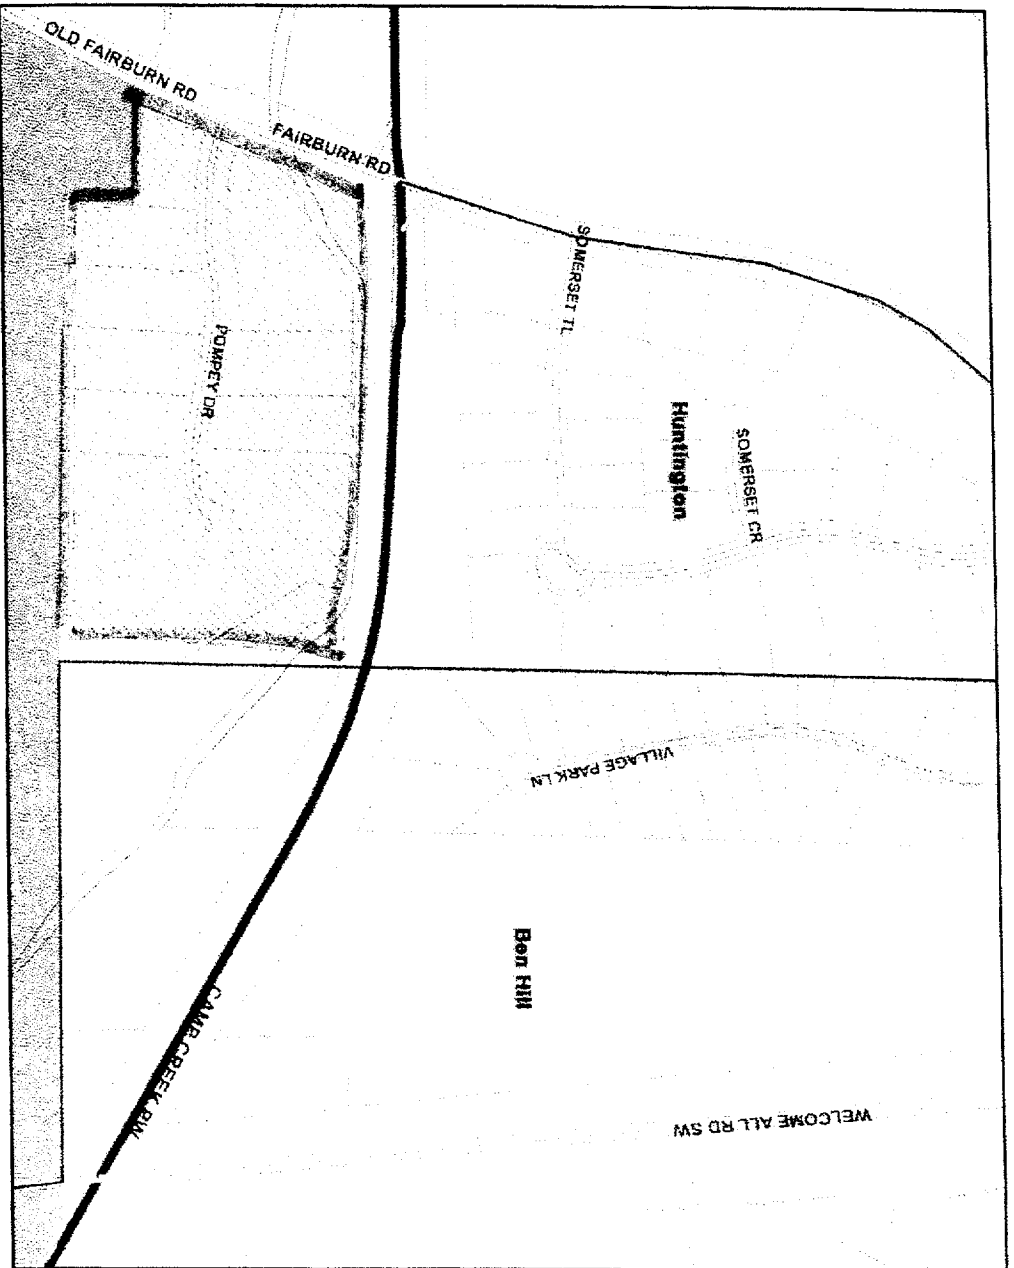 OLD FAIRBURN RD
FAIRBURN RD
SOMERSET TL
POMPEY DR
Huntington
SOMERSET CR
VILLAGE PARK LN
Ben Hill
CAMP CREEK PW
WELCOME ALL RD SW